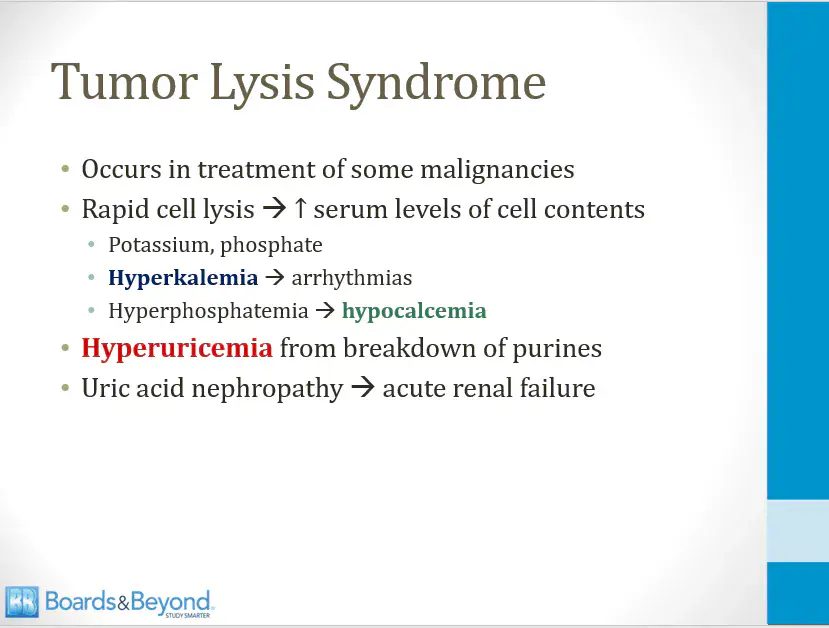 Tumor Lysis Syndrome
• Occurs in treatment of some malignancies
• Rapid cell lysis → ↑ serum levels of cell contents
• Potassium, phosphate
• Hyperkalemia → arrhythmias
• Hyperphosphatemia → hypocalcemia
• Hyperuricemia from breakdown of purines
• Uric acid nephropathy → acute renal failure
BB Boards&Beyond.
STUDY SMARTER